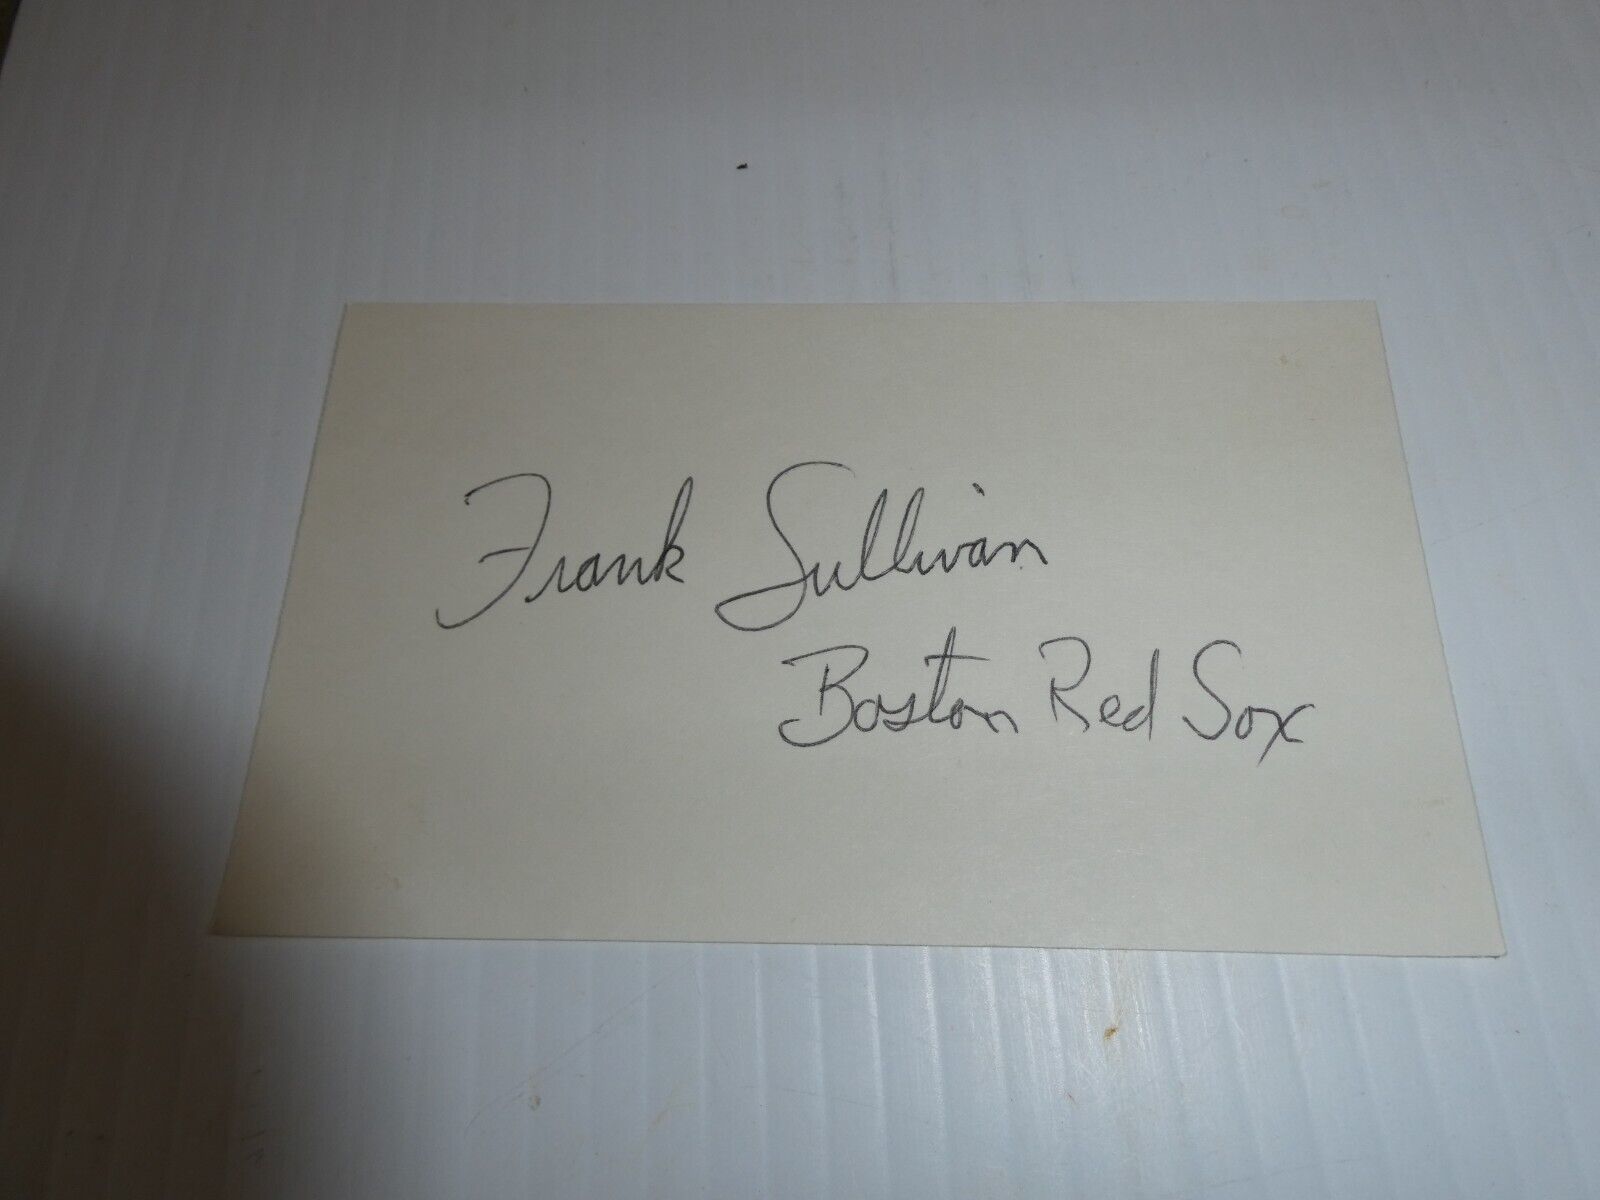 Frank Sullivan
Boston Red Sox